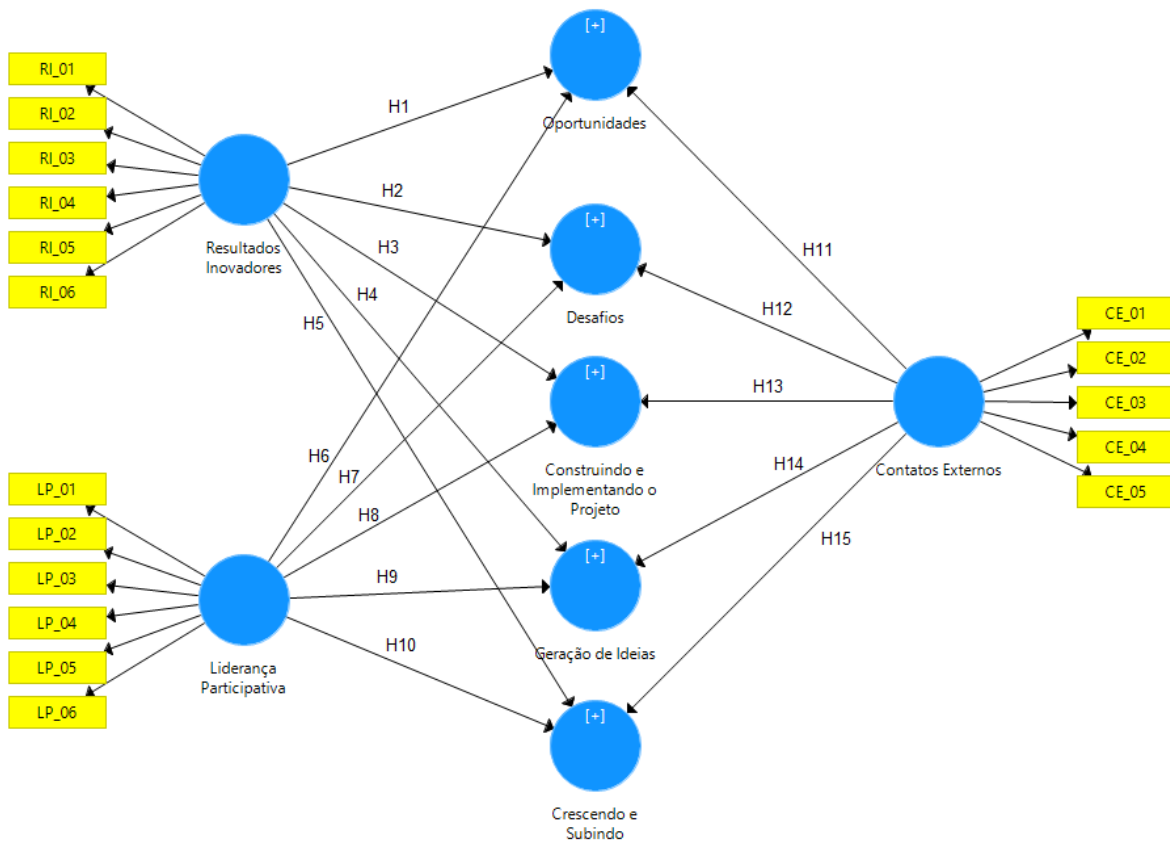 [+]
Oportunidades
RI_01
RI_02
RI_03
RI_04
RI_05
RI_06
Resultados
Inovadores
H1
H2
H3
H4
H5
[+]
Desafios
H11
H12
H13
H14
H15
[+]
Construindo e
Implementando o
Projeto
CE_01
CE_02
CE_03
CE_04
CE_05
Contatos Externos
H6
H7
H8
H9
H10
LP_01
LP_02
LP_03
LP_04
LP_05
LP_06
Liderança
Participativa
[+]
Geração de Ideias
[+]
Crescendo e
Subindo